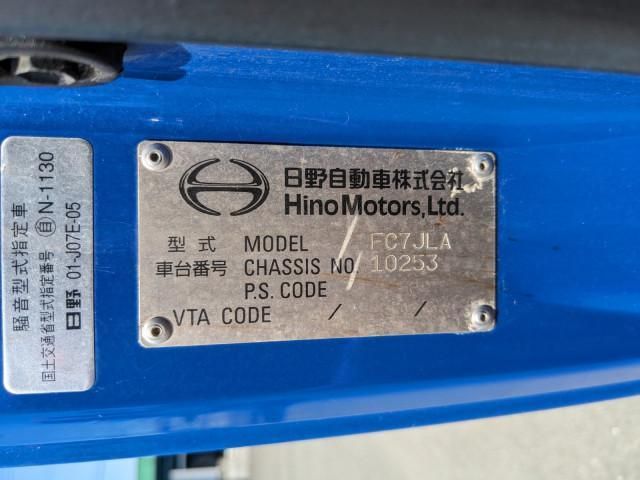 日野自動車株式会社
Hino Motors, Ltd.
型式 MODEL / FC7JLA
車台番号 CHASSIS NO. / 10253
P.S. CODE
VTA CODE / /
騒音型式指定車
国土交通省型式指定番号 自 N-1130
日野 01-J07E-05